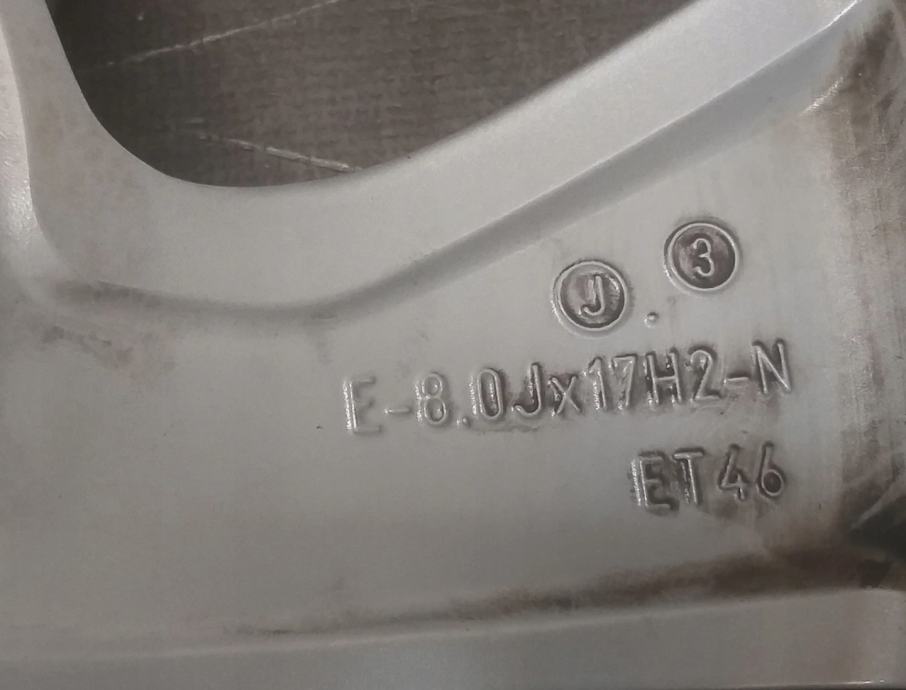 J 3
E-8.0Jx17H2-N
ET46